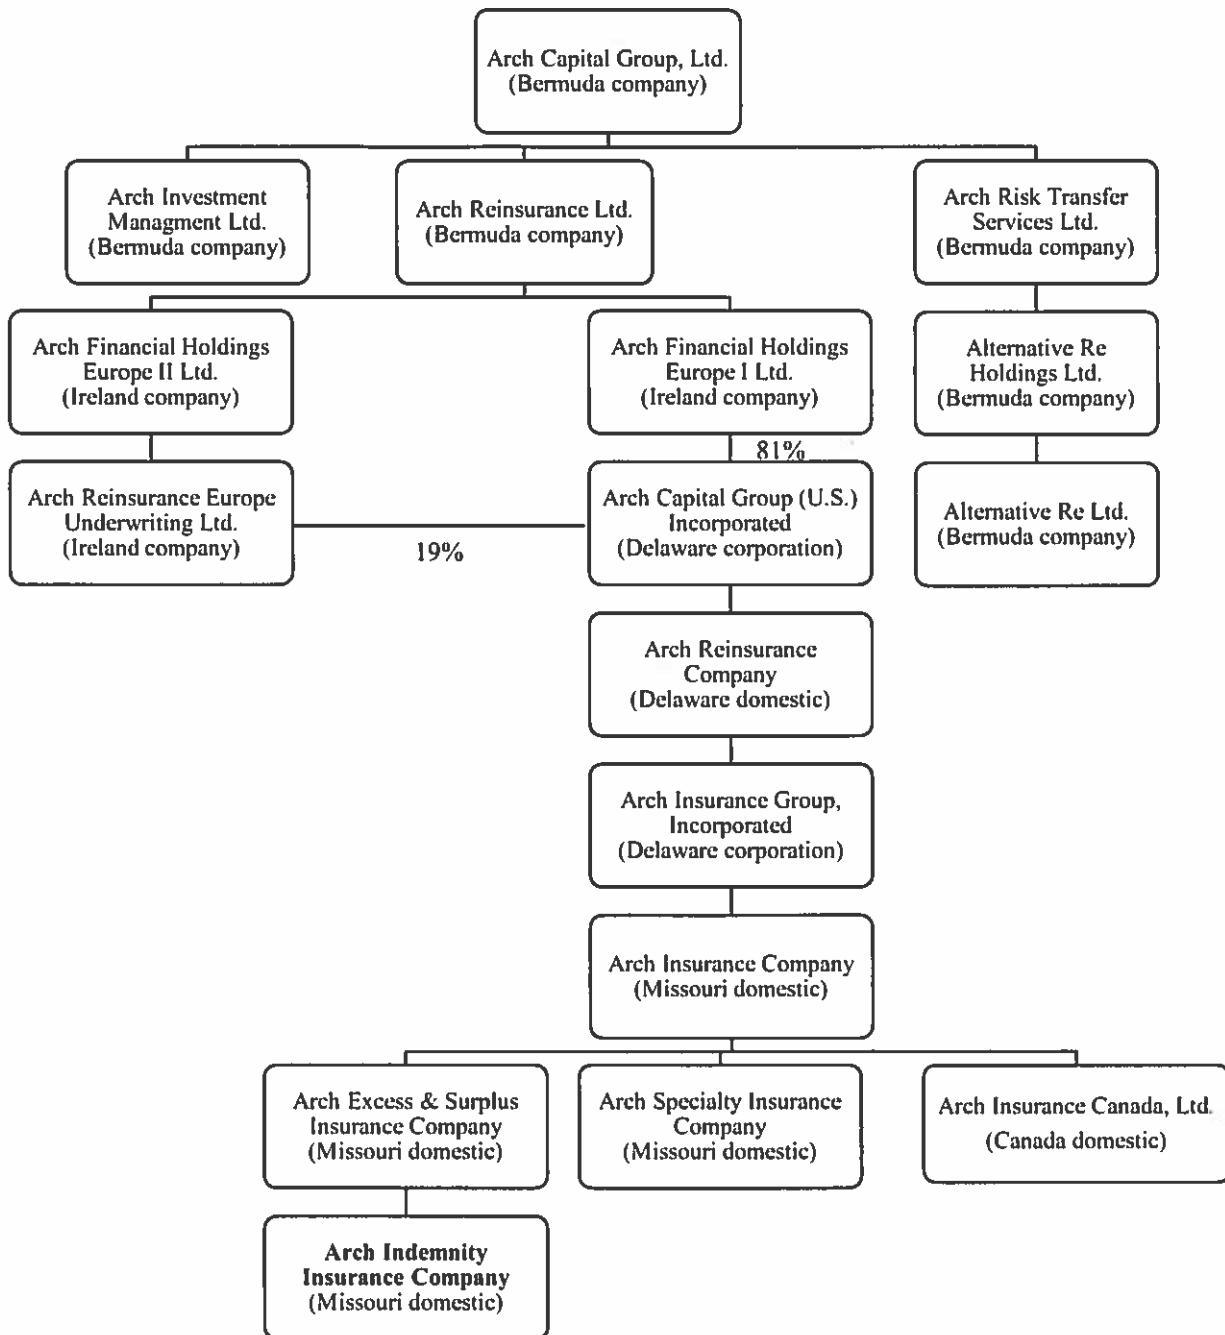 Arch Capital Group, Ltd.
(Bermuda company)
Arch Investment
Managment Ltd.
(Bermuda company)
Arch Reinsurance Ltd.
(Bermuda company)
Arch Risk Transfer
Services Ltd.
(Bermuda company)
Arch Financial Holdings
Europe II Ltd.
(Ireland company)
Arch Financial Holdings
Europe I Ltd.
(Ireland company)
Alternative Re
Holdings Ltd.
(Bermuda company)
81%
Arch Reinsurance Europe
Underwriting Ltd.
(Ireland company)
19%
Arch Capital Group (U.S.)
Incorporated
(Delaware corporation)
Alternative Re Ltd.
(Bermuda company)
Arch Reinsurance
Company
(Delaware domestic)
Arch Insurance Group,
Incorporated
(Delaware corporation)
Arch Insurance Company
(Missouri domestic)
Arch Excess & Surplus
Insurance Company
(Missouri domestic)
Arch Specialty Insurance
Company
(Missouri domestic)
Arch Insurance Canada, Ltd.
(Canada domestic)
Arch Indemnity
Insurance Company
(Missouri domestic)